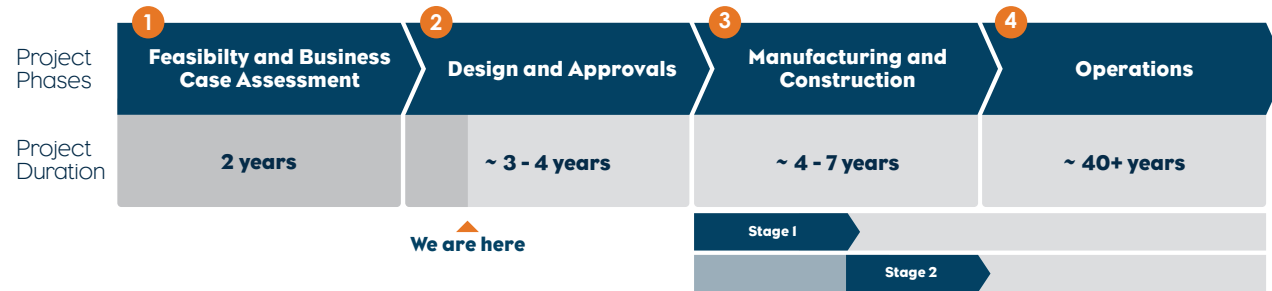 1
2
3
4
Project
Phases
Feasibilty and Business
Case Assessment
Design and Approvals
Manufacturing and
Construction
Operations
Project
Duration
2 years
~ 3 - 4 years
~ 4 - 7 years
~ 40+ years
We are here
Stage 1
Stage 2